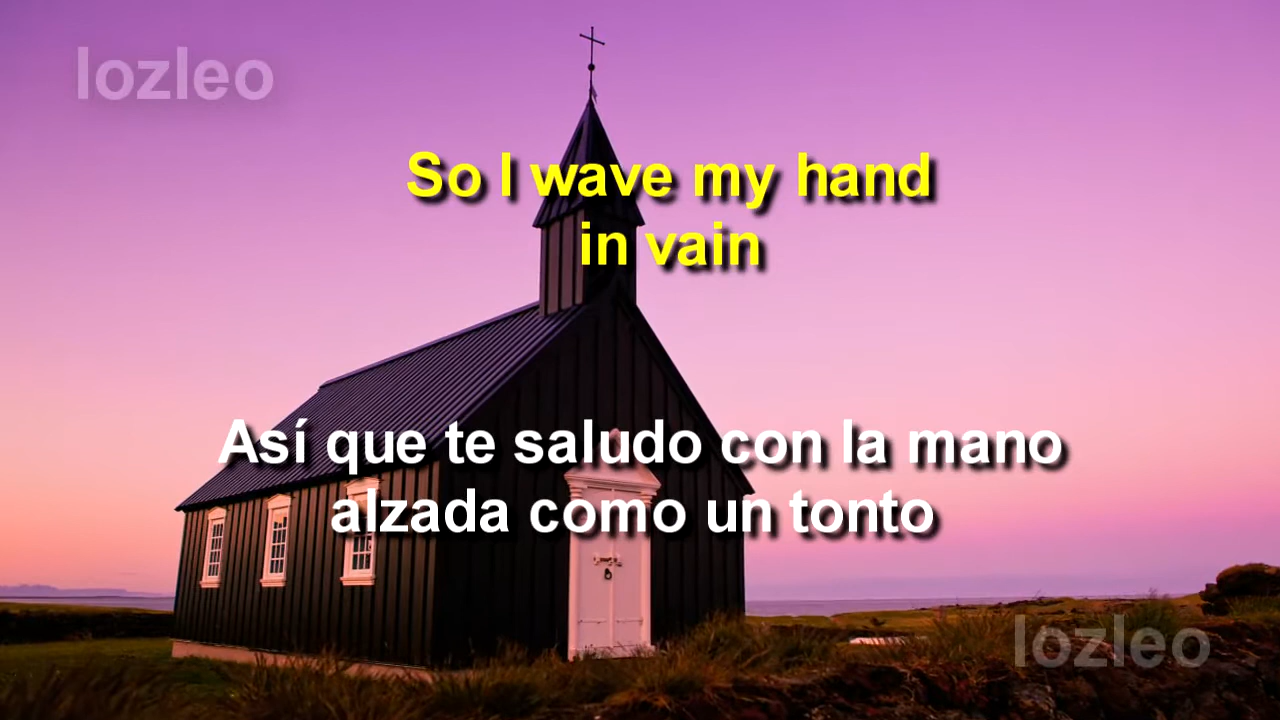 lozleo
So I wave my hand
in vain
Así que te saludo con la mano
alzada como un tonto
lozleo